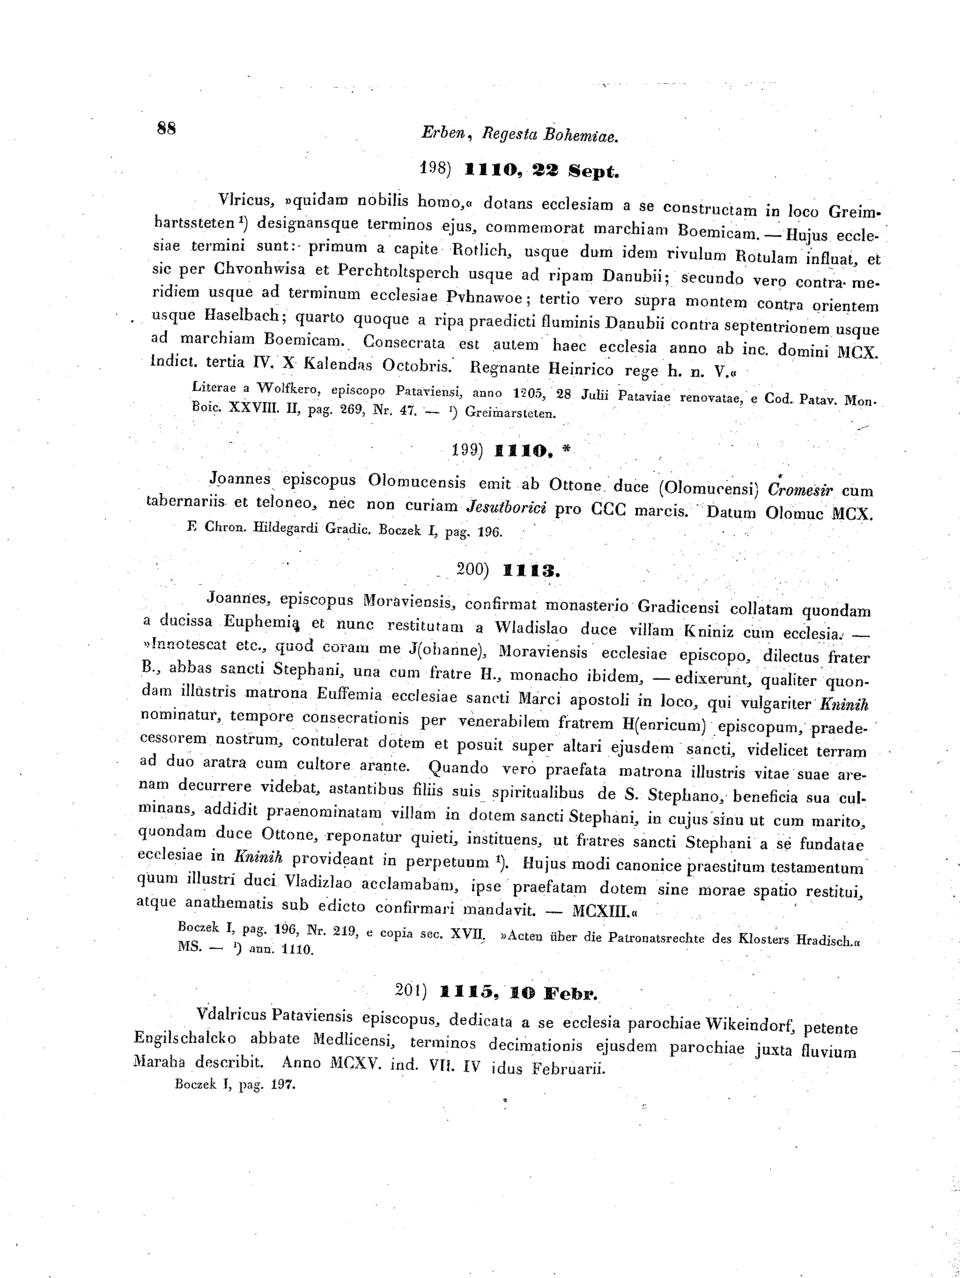 88
Erben, Regesta Bohemiae.
198) 1110, 22 Sept.
Vlricus, »quidam nobilis homo,« dotans ecclesiam a se constructam in loco Greim-
hartssteten ¹) designansque terminos ejus, commemorat marchiam Boemicam. — Hujus eccle-
siae termini sunt: primum a capite Rotlich, usque dum idem rivulum Rotulam influat, et
sic per Chvonhwisa et Perchtoltsperch usque ad ripam Danubii; secundo vero contra me-
ridiem usque ad terminum ecclesiae Pvhnawoe; tertio vero supra montem contra orientem
usque Haselbach; quarto quoque a ripa praedicti fluminis Danubii contra septentrionem usque
ad marchiam Boemicam. Consecrata est autem haec ecclesia anno ab inc. domini MCX.
Indict. tertia IV. X Kalendas Octobris. Regnante Heinrico rege h. n. V.«
Literae a Wolfkero, episcopo Pataviensi, anno 1205, 28 Julii Pataviae renovatae, e Cod. Patav. Mon.
Boic. XXVIII. II, pag. 269, Nr. 47. — ¹) Greimarsteten.
199) 1110. *
Joannes episcopus Olomucensis emit ab Ottone duce (Olomucensi) Cromesir cum
tabernariis et teloneo, nec non curiam Jesutborici pro CCC marcis. Datum Olomuc MCX.
F. Chron. Hildegardi Gradic. Boczek I, pag. 196.
200) 1113.
Joannes, episcopus Moraviensis, confirmat monasterio Gradicensi collatam quondam
a ducissa Euphemia et nunc restitutam a Wladislao duce villam Kniniz cum ecclesia. —
»Innotescat etc., quod coram me J(ohanne), Moraviensis ecclesiae episcopo, dilectus frater
B., abbas sancti Stephani, una cum fratre H., monacho ibidem, — edixerunt, qualiter quon-
dam illustris matrona Euffemia ecclesiae sancti Marci apostoli in loco, qui vulgariter Kninih
nominatur, tempore consecrationis per venerabilem fratrem H(enricum) episcopum, praede-
cessorem nostrum, contulerat dotem et posuit super altari ejusdem sancti, videlicet terram
ad duo aratra cum cultore arante. Quando vero praefata matrona illustris vitae suae are-
nam decurrere videbat, astantibus filiis suis spiritualibus de S. Stephano, beneficia sua cul-
minans, addidit praenominatam villam in dotem sancti Stephani, in cujus sinu ut cum marito,
quondam duce Ottone, reponatur quieti, instituens, ut fratres sancti Stephani a se fundatae
ecclesiae in Kninih provideant in perpetuum ¹). Hujus modi canonice praestitum testamentum
quum illustri duci Vladizlao acclamabam, ipse praefatam dotem sine morae spatio restitui,
atque anathematis sub edicto confirmari mandavit. — MCXIII.«
Boczek I, pag. 196, Nr. 219, e copia sec. XVII. »Acten über die Patronatsrechte des Klosters Hradisch.«
MS. — ¹) ann. 1110.
201) 1115, 10 Febr.
Vdalricus Pataviensis episcopus, dedicata a se ecclesia parochiae Wikeindorf, petente
Engilschalcko abbate Medlicensi, terminos decimationis ejusdem parochiae juxta fluvium
Maraha describit. Anno MCXV. ind. VII. IV idus Februarii.
Boczek I, pag. 197.